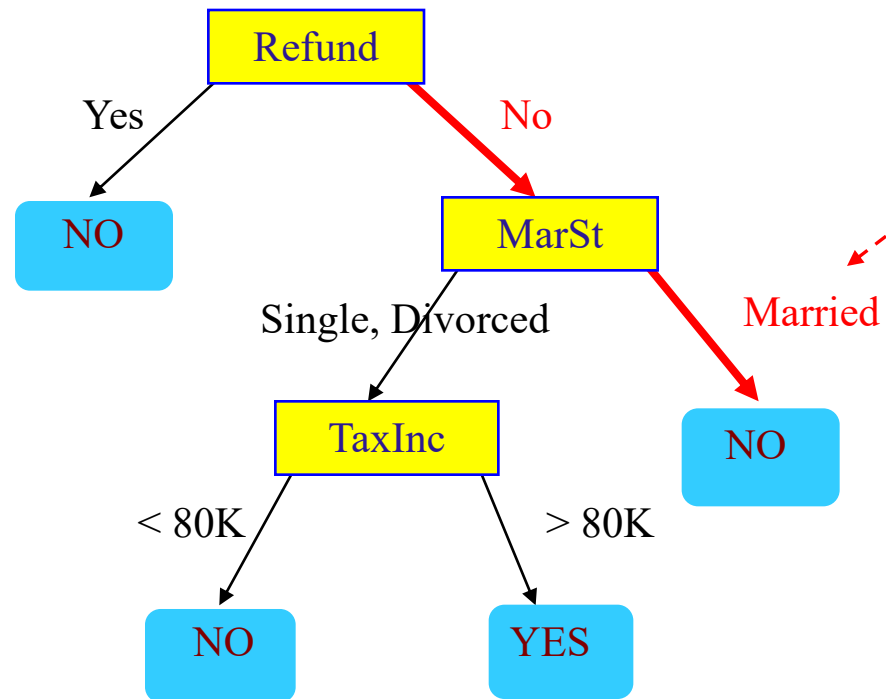 Refund
Yes
No
NO
MarSt
Single, Divorced
Married
TaxInc
NO
< 80K
> 80K
NO
YES